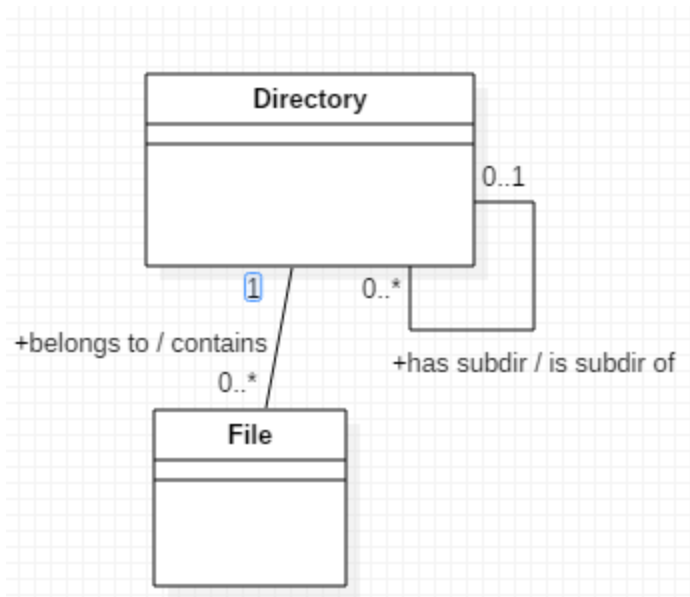 Directory
0..1
1
0..*
+belongs to / contains
+has subdir / is subdir of
0..*
File